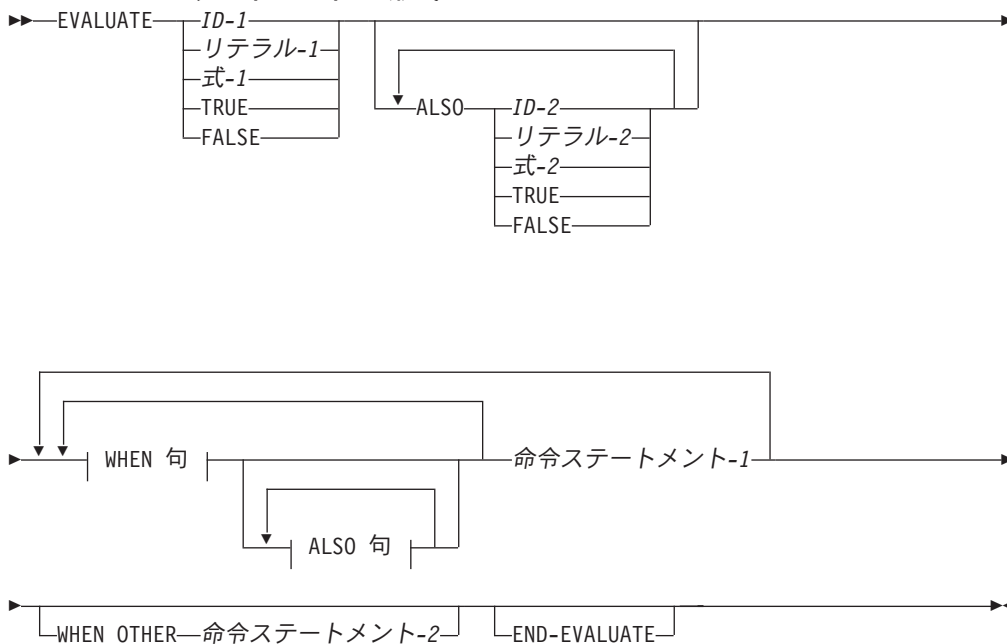 EVALUATE ID-1
リテラル-1
式-1
TRUE
FALSE
ALSO ID-2
リテラル-2
式-2
TRUE
FALSE
WHEN 句 命令ステートメント-1
ALSO 句
WHEN OTHER 命令ステートメント-2 END-EVALUATE